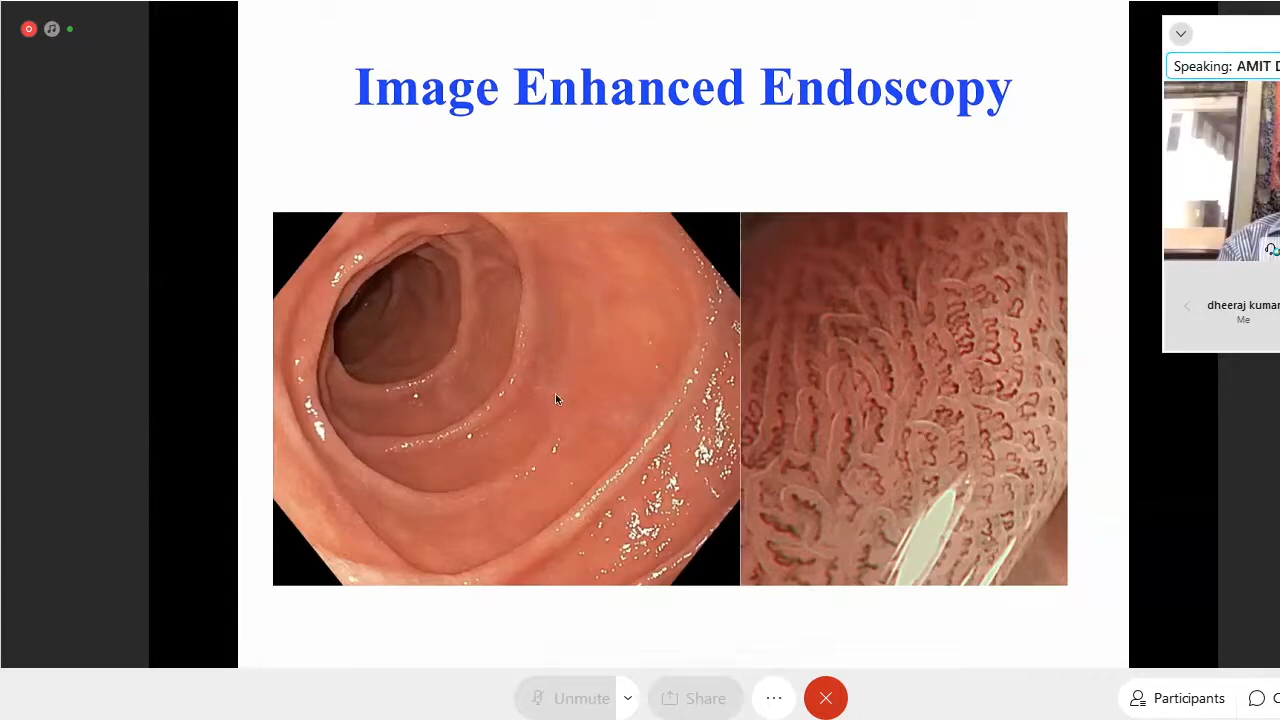 Image Enhanced Endoscopy
Speaking: AMIT D
dheeraj kumar
Me
Unmute
Share
Participants